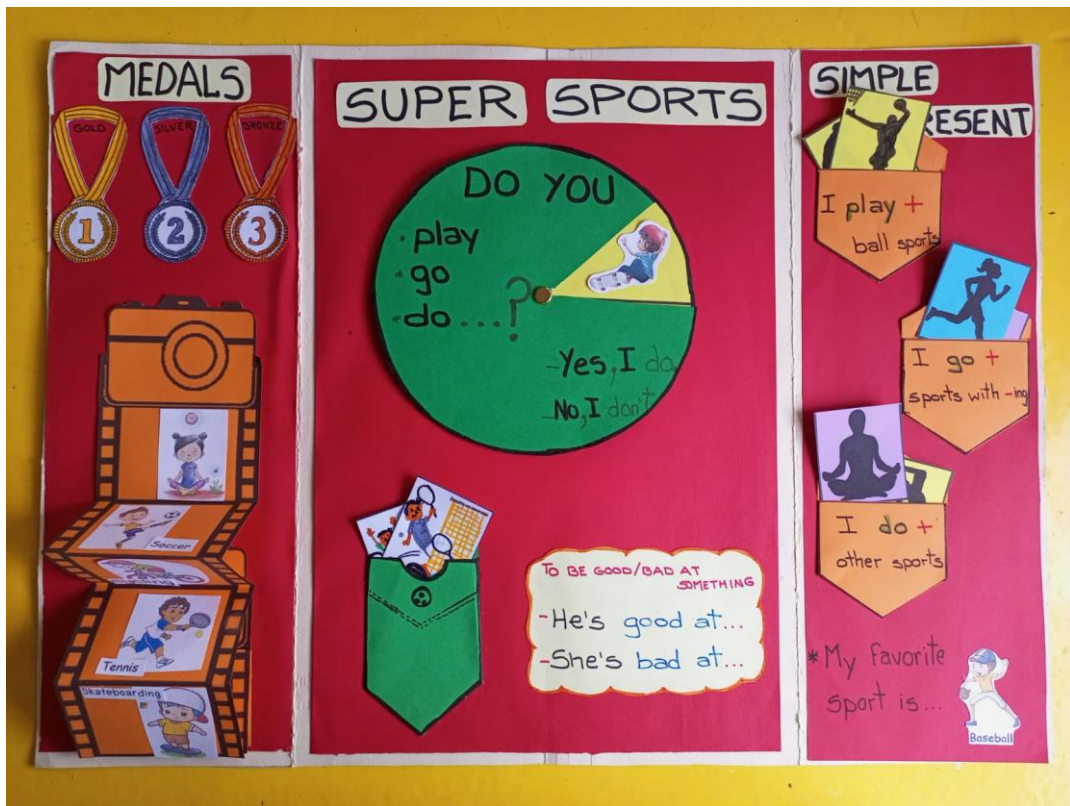 MEDALS
GOLD
SILVER
BRONZE
1
2
3
Soccer
Tennis
Skateboarding
SUPER SPORTS
DO YOU
• play
• go
• do ...?
-Yes, I do
-No, I don't
TO BE GOOD/BAD AT
SOMETHING
-He's good at...
-She's bad at...
SIMPLE
RESENT
I play +
ball sports
I go +
sports with -ing
I do +
other sports
*My favorite
sport is...
Baseball